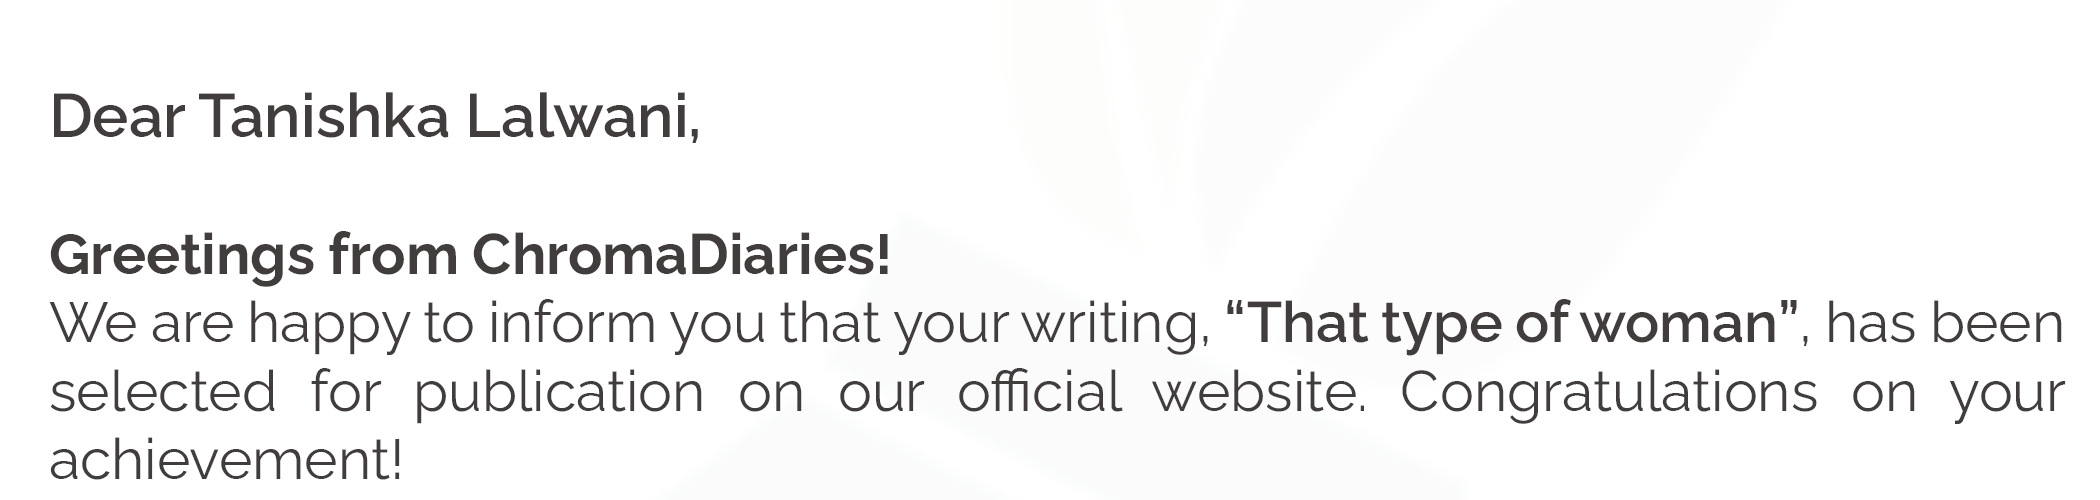 Dear Tanishka Lalwani,
Greetings from ChromaDiaries!
We are happy to inform you that your writing, “That type of woman”, has been
selected for publication on our official website. Congratulations on your
achievement!